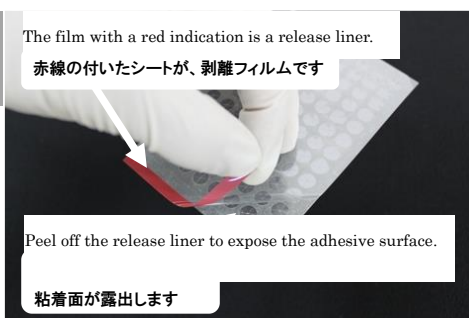 The film with a red indication is a release liner.
赤線の付いたシートが、剥離フィルムです
Peel off the release liner to expose the adhesive surface.
粘着面が露出します